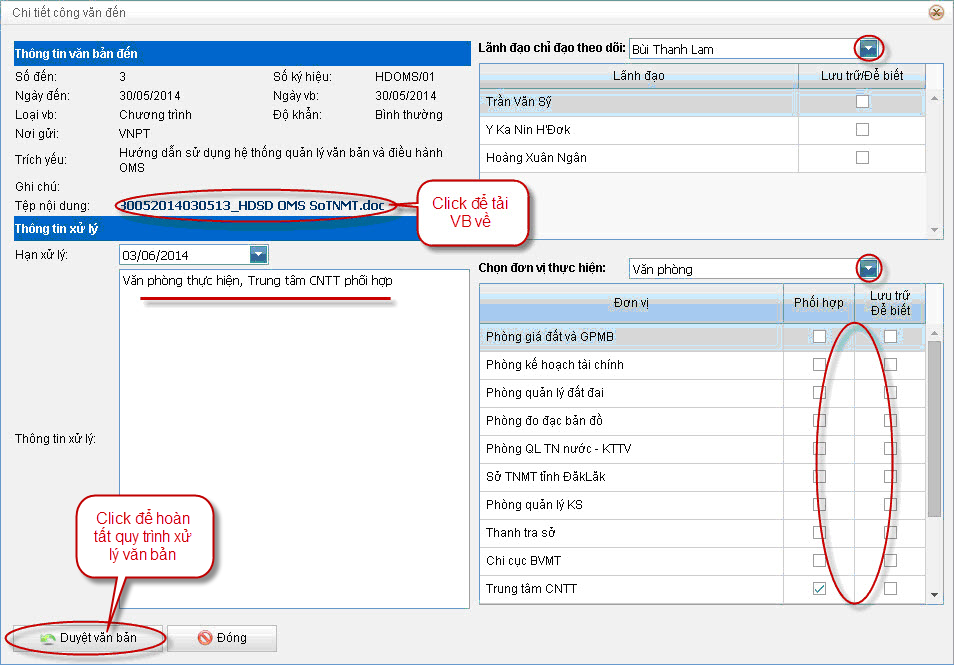 Chi tiết công văn đến
Thông tin văn bản đến
Số đến: 3 Số ký hiệu: HDOMS/01
Ngày đến: 30/05/2014 Ngày vb: 30/05/2014
Loại vb: Chương trình Độ khẩn: Bình thường
Nơi gửi: VNPT
Trích yếu: Hướng dẫn sử dụng hệ thống quản lý văn bản và điều hành
OMS
Ghi chú:
Tệp nội dung: 30052014030513_HDSD OMS SoTNMT.doc
Click để tải
VB về
Thông tin xử lý
Hạn xử lý: 03/06/2014
Văn phòng thực hiện, Trung tâm CNTT phối hợp
Thông tin xử lý:
Click để hoàn
tất quy trình xử
lý văn bản
Duyệt văn bản Đóng
Lãnh đạo chỉ đạo theo dõi: Bùi Thanh Lam
Lãnh đạo Lưu trữ/Để biết
Trần Văn Sỹ
Y Ka Nin H'Đơk
Hoàng Xuân Ngân
Chọn đơn vị thực hiện: Văn phòng
Đơn vị Phối hợp Lưu trữ
Để biết
Phòng giá đất và GPMB
Phòng kế hoạch tài chính
Phòng quản lý đất đai
Phòng đo đạc bản đồ
Phòng QL TN nước - KTTV
Sở TNMT tỉnh ĐăkLăk
Phòng quản lý KS
Thanh tra sở
Chi cục BVMT
Trung tâm CNTT